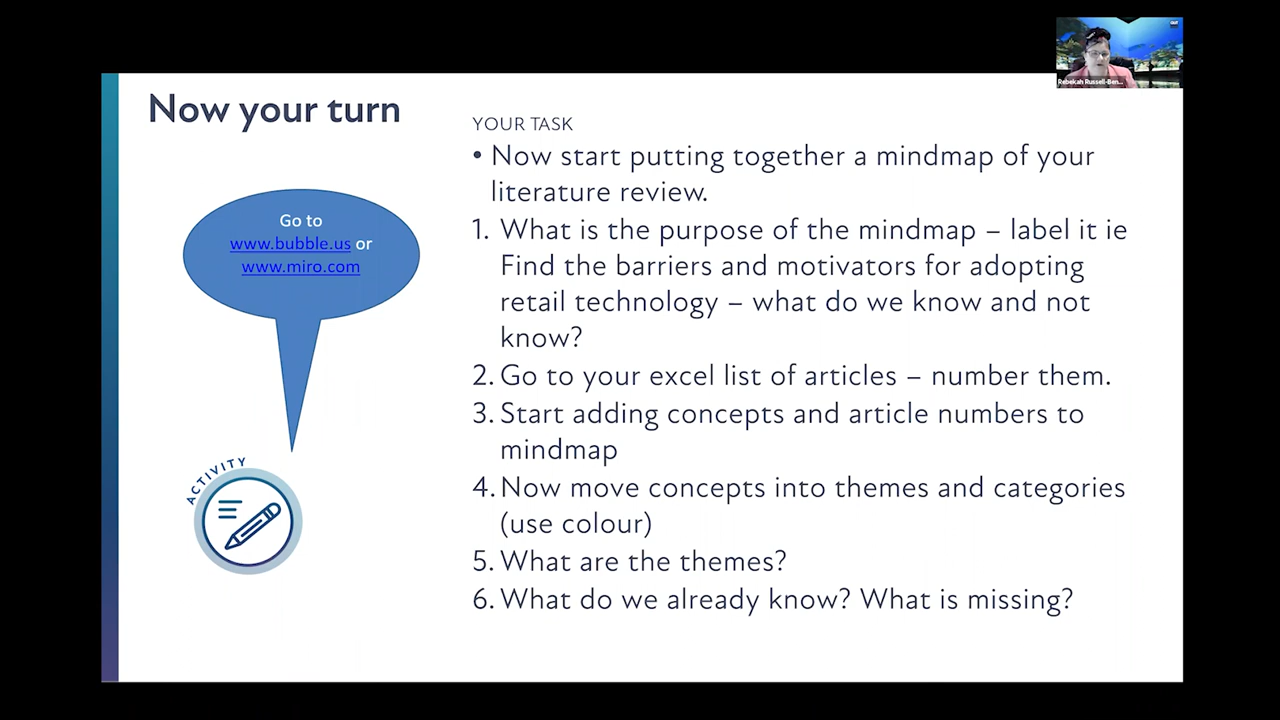 Rebekah Russell-Ben...
Now your turn
YOUR TASK
• Now start putting together a mindmap of your
literature review.
1. What is the purpose of the mindmap – label it ie
Find the barriers and motivators for adopting
retail technology – what do we know and not
know?
2. Go to your excel list of articles – number them.
3. Start adding concepts and article numbers to
mindmap
4. Now move concepts into themes and categories
(use colour)
5. What are the themes?
6. What do we already know? What is missing?
Go to
www.bubble.us or
www.miro.com
ACTIVITY